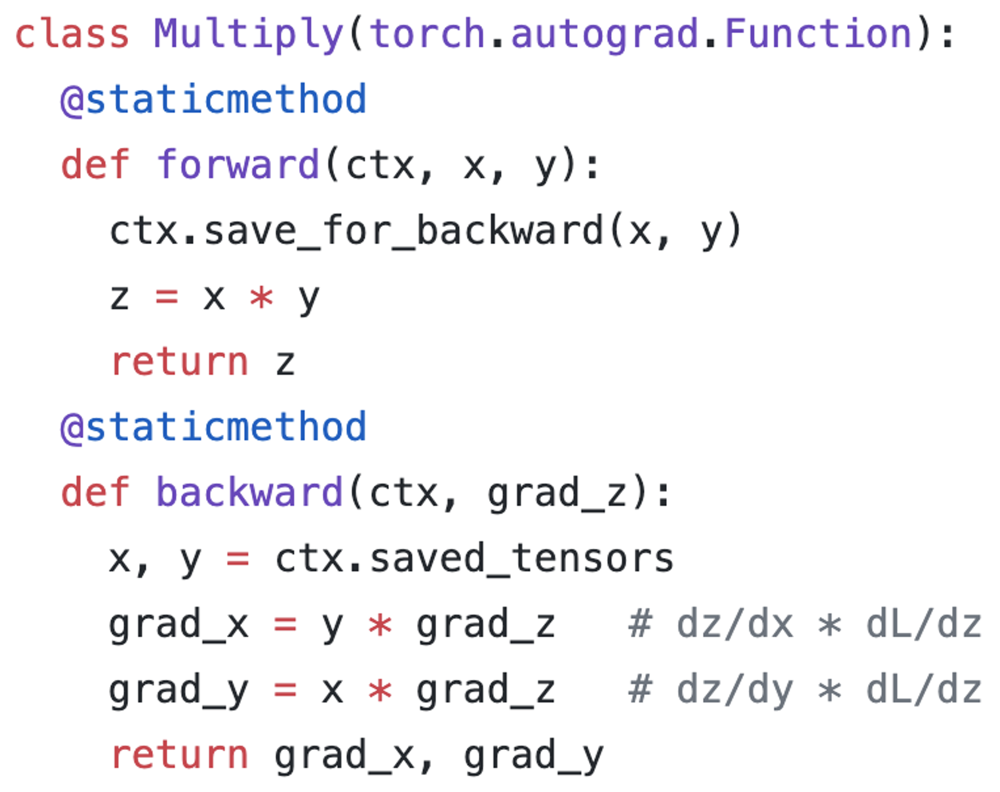 class Multiply(torch.autograd.Function):
  @staticmethod
  def forward(ctx, x, y):
    ctx.save_for_backward(x, y)
    z = x * y
    return z
  @staticmethod
  def backward(ctx, grad_z):
    x, y = ctx.saved_tensors
    grad_x = y * grad_z   # dz/dx * dL/dz
    grad_y = x * grad_z   # dz/dy * dL/dz
    return grad_x, grad_y